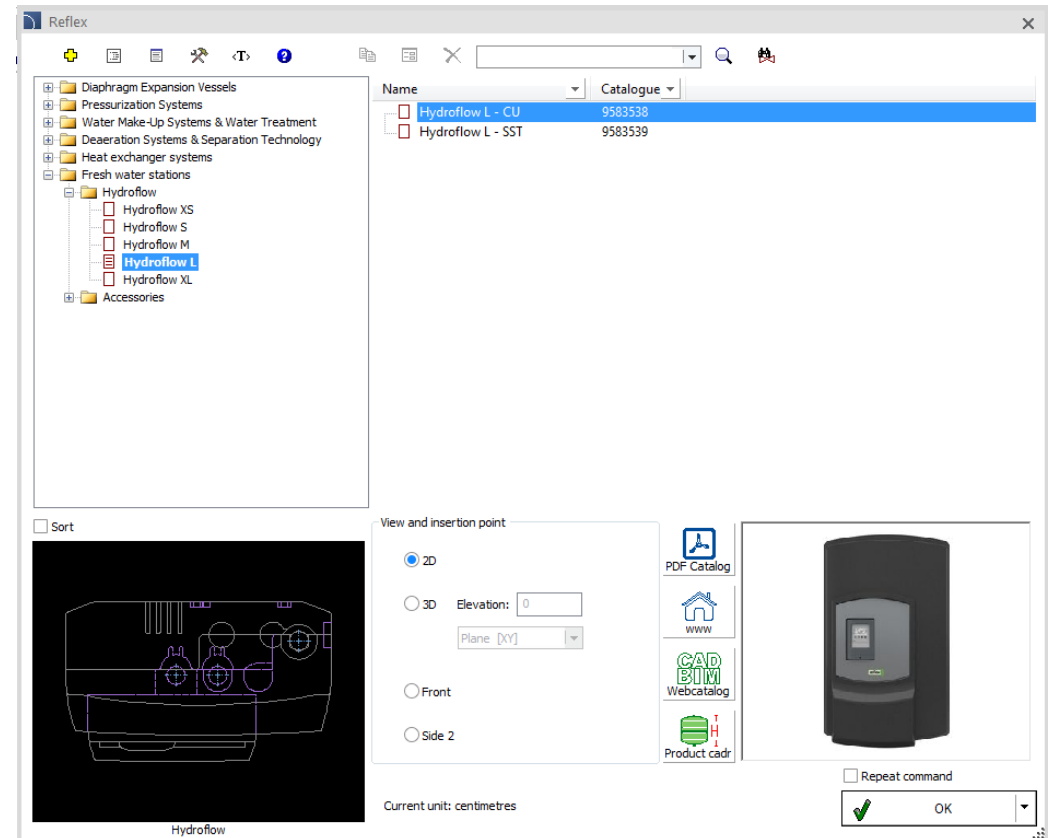 Reflex
<T>
Diaphragm Expansion Vessels
Pressurization Systems
Water Make-Up Systems & Water Treatment
Deaeration Systems & Separation Technology
Heat exchanger systems
Fresh water stations
Hydroflow
Hydroflow XS
Hydroflow S
Hydroflow M
Hydroflow L
Hydroflow XL
Accessories
Name Catalogue
Hydroflow L - CU 9583538
Hydroflow L - SST 9583539
Sort
Hydroflow
View and insertion point
2D
3D Elevation: 0
Plane [XY]
Front
Side 2
Current unit: centimetres
PDF Catalog
www
CAD
BIM
Webcatalog
H
Product cadr
Repeat command
OK